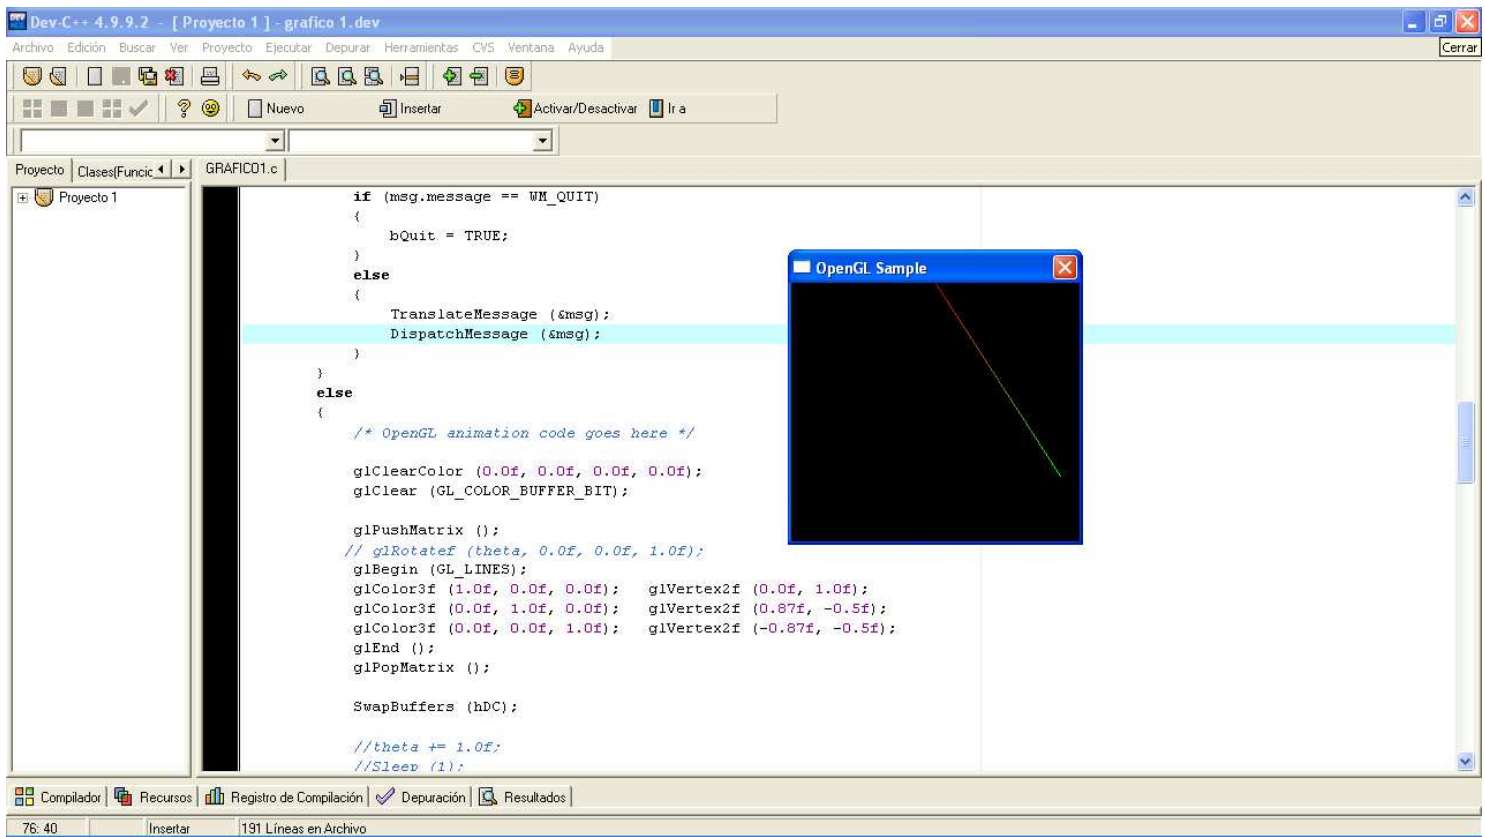 Dev-C++ 4.9.9.2 - [ Proyecto 1 ] - grafico 1.dev
Archivo Edición Buscar Ver Proyecto Ejecutar Depurar Herramientas CVS Ventana Ayuda
Cerrar
Nuevo Insertar Activar/Desactivar Ir a
Proyecto Clases(Funcic GRAFICO1.c
Proyecto 1
if (msg.message == WM_QUIT)
{
bQuit = TRUE;
}
else
{
TranslateMessage (&msg);
DispatchMessage (&msg);
}
}
else
{
/* OpenGL animation code goes here */
glClearColor (0.0f, 0.0f, 0.0f, 0.0f);
glClear (GL_COLOR_BUFFER_BIT);
glPushMatrix ();
// glRotatef (theta, 0.0f, 0.0f, 1.0f);
glBegin (GL_LINES);
glColor3f (1.0f, 0.0f, 0.0f); glVertex2f (0.0f, 1.0f);
glColor3f (0.0f, 1.0f, 0.0f); glVertex2f (0.87f, -0.5f);
glColor3f (0.0f, 0.0f, 1.0f); glVertex2f (-0.87f, -0.5f);
glEnd ();
glPopMatrix ();
SwapBuffers (hDC);
//theta += 1.0f;
//Sleep (1);
OpenGL Sample
Compilador Recursos Registro de Compilación Depuración Resultados
76: 40 Insertar 191 Líneas en Archivo